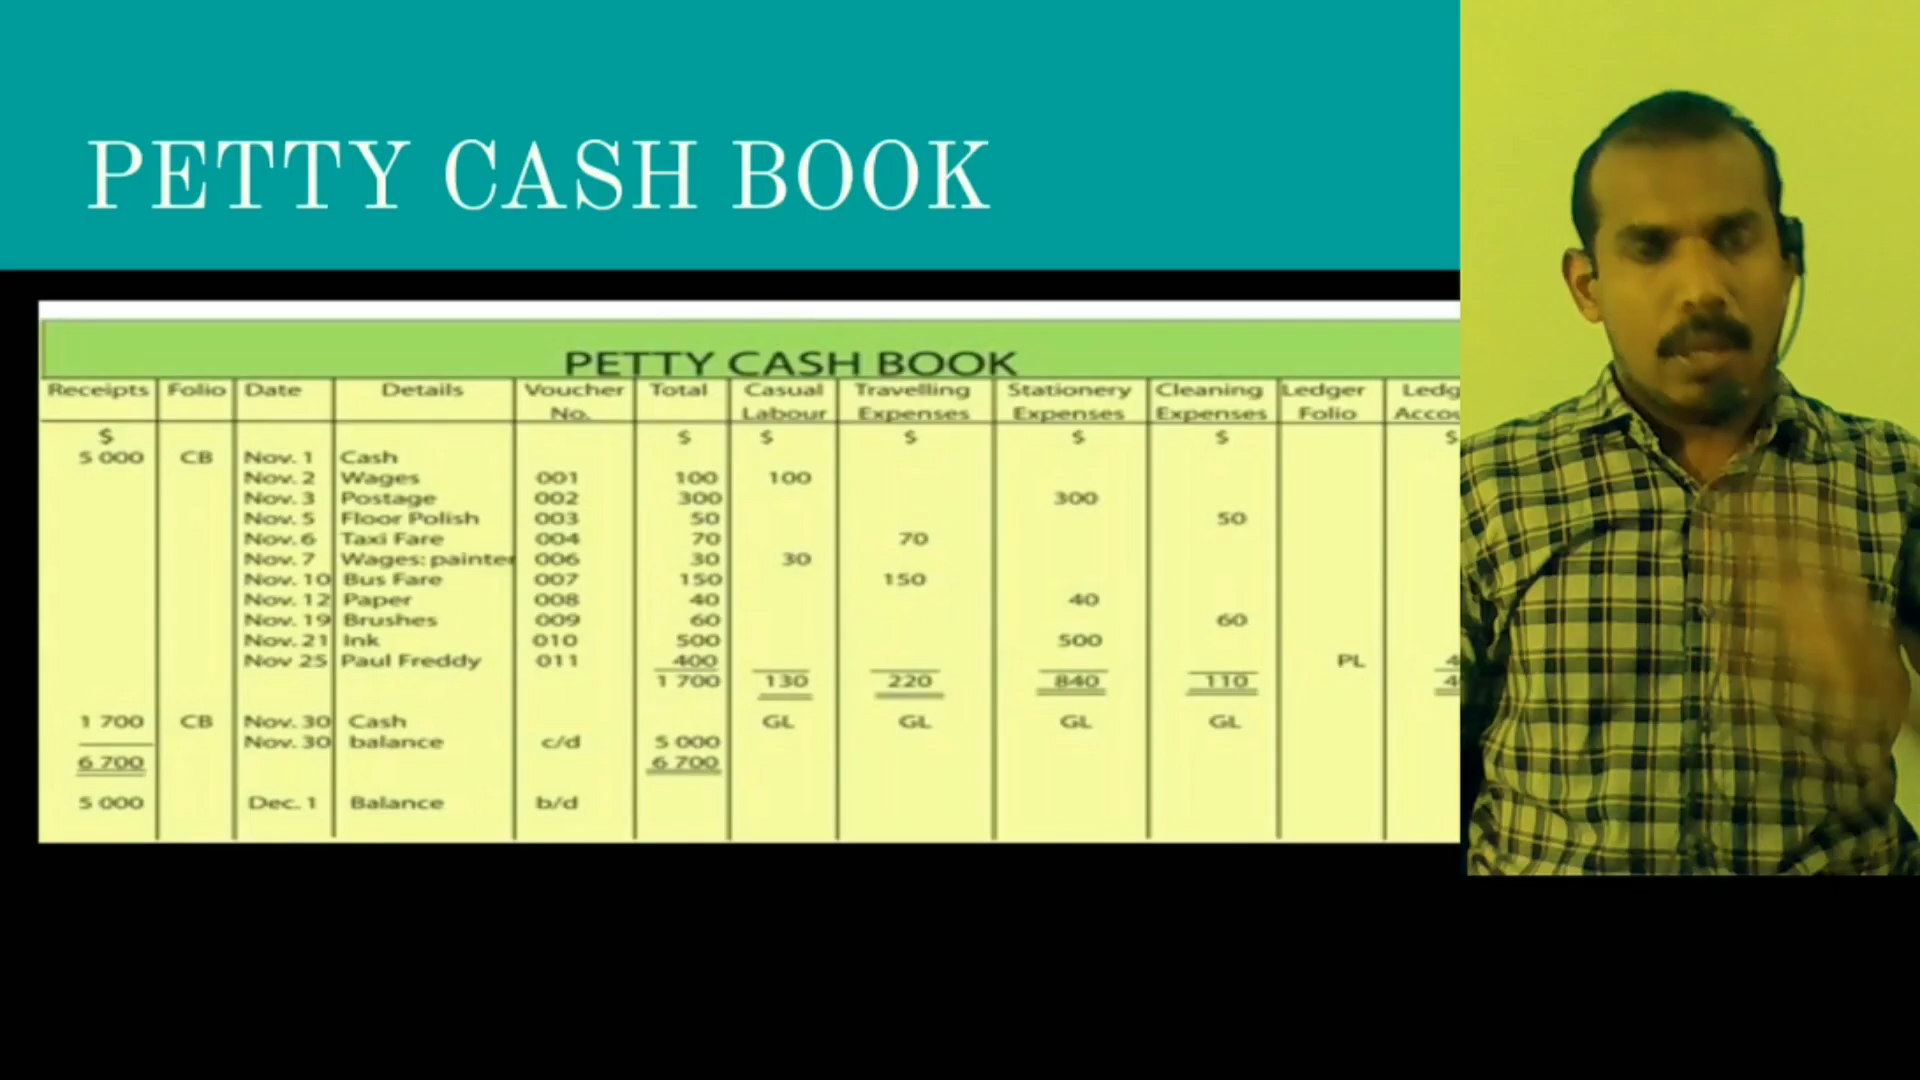 PETTY CASH BOOK
PETTY CASH BOOK
Receipts Folio Date Details Voucher No. Total Casual Labour Travelling Expenses Stationery Expenses Cleaning Expenses Ledger Folio
$ $ $ $ $ $ $
5 000 CB Nov. 1 Cash
Nov. 2 Wages 001 100 100
Nov. 3 Postage 002 300 300
Nov. 5 Floor Polish 003 50 50
Nov. 6 Taxi Fare 004 70 70
Nov. 7 Wages: painter 006 30 30
Nov. 10 Bus Fare 007 150 150
Nov. 12 Paper 008 40 40
Nov. 19 Brushes 009 60 60
Nov. 21 Ink 010 500 500
Nov 25 Paul Freddy 011 400 PL
1 700 130 220 840 110
1 700 CB Nov. 30 Cash GL GL GL GL
Nov. 30 balance c/d 5 000
6 700 6 700
5 000 Dec. 1 Balance b/d